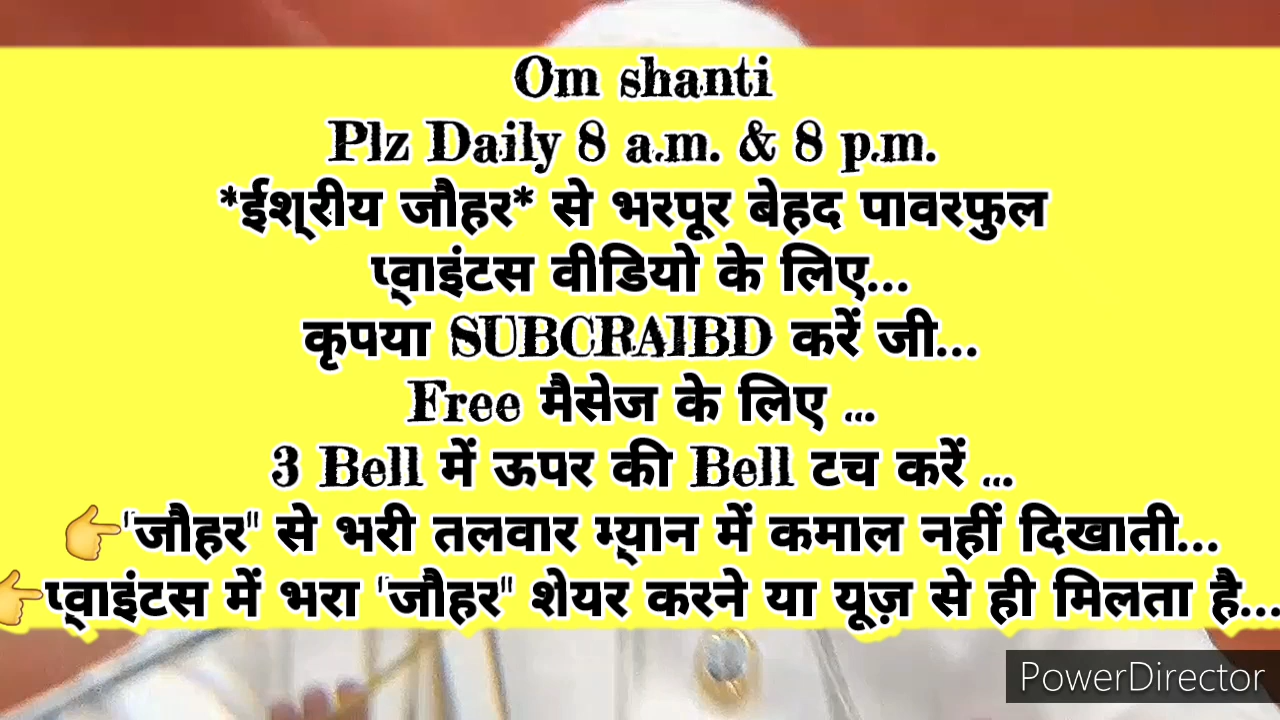 Om shanti
Plz Daily 8 a.m. & 8 p.m.
*ईश्रीय जौहर* से भरपूर बेहद पावरफुल
प्वाइंटस वीडियो के लिए...
कृपया SUBCRAIBD करें जी...
Free मैसेज के लिए ...
3 Bell में ऊपर की Bell टच करें ...
👉"जौहर" से भरी तलवार म्यान में कमाल नहीं दिखाती...
👉प्वाइंटस में भरा "जौहर" शेयर करने या यूज़ से ही मिलता है...
PowerDirector